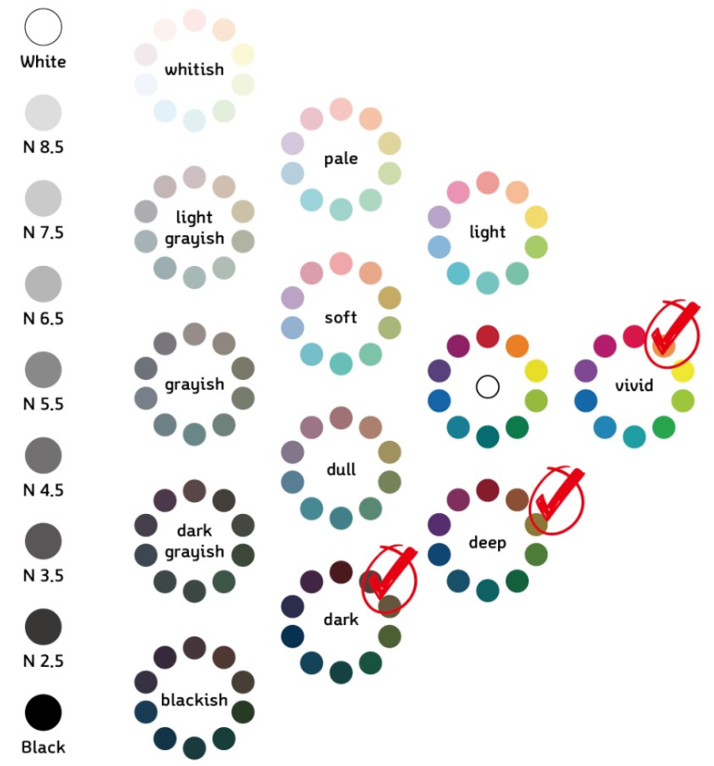 White
N 8.5
N 7.5
N 6.5
N 5.5
N 4.5
N 3.5
N 2.5
Black
whitish
light
grayish
grayish
dark
grayish
blackish
pale
soft
dull
dark
light
deep
vivid